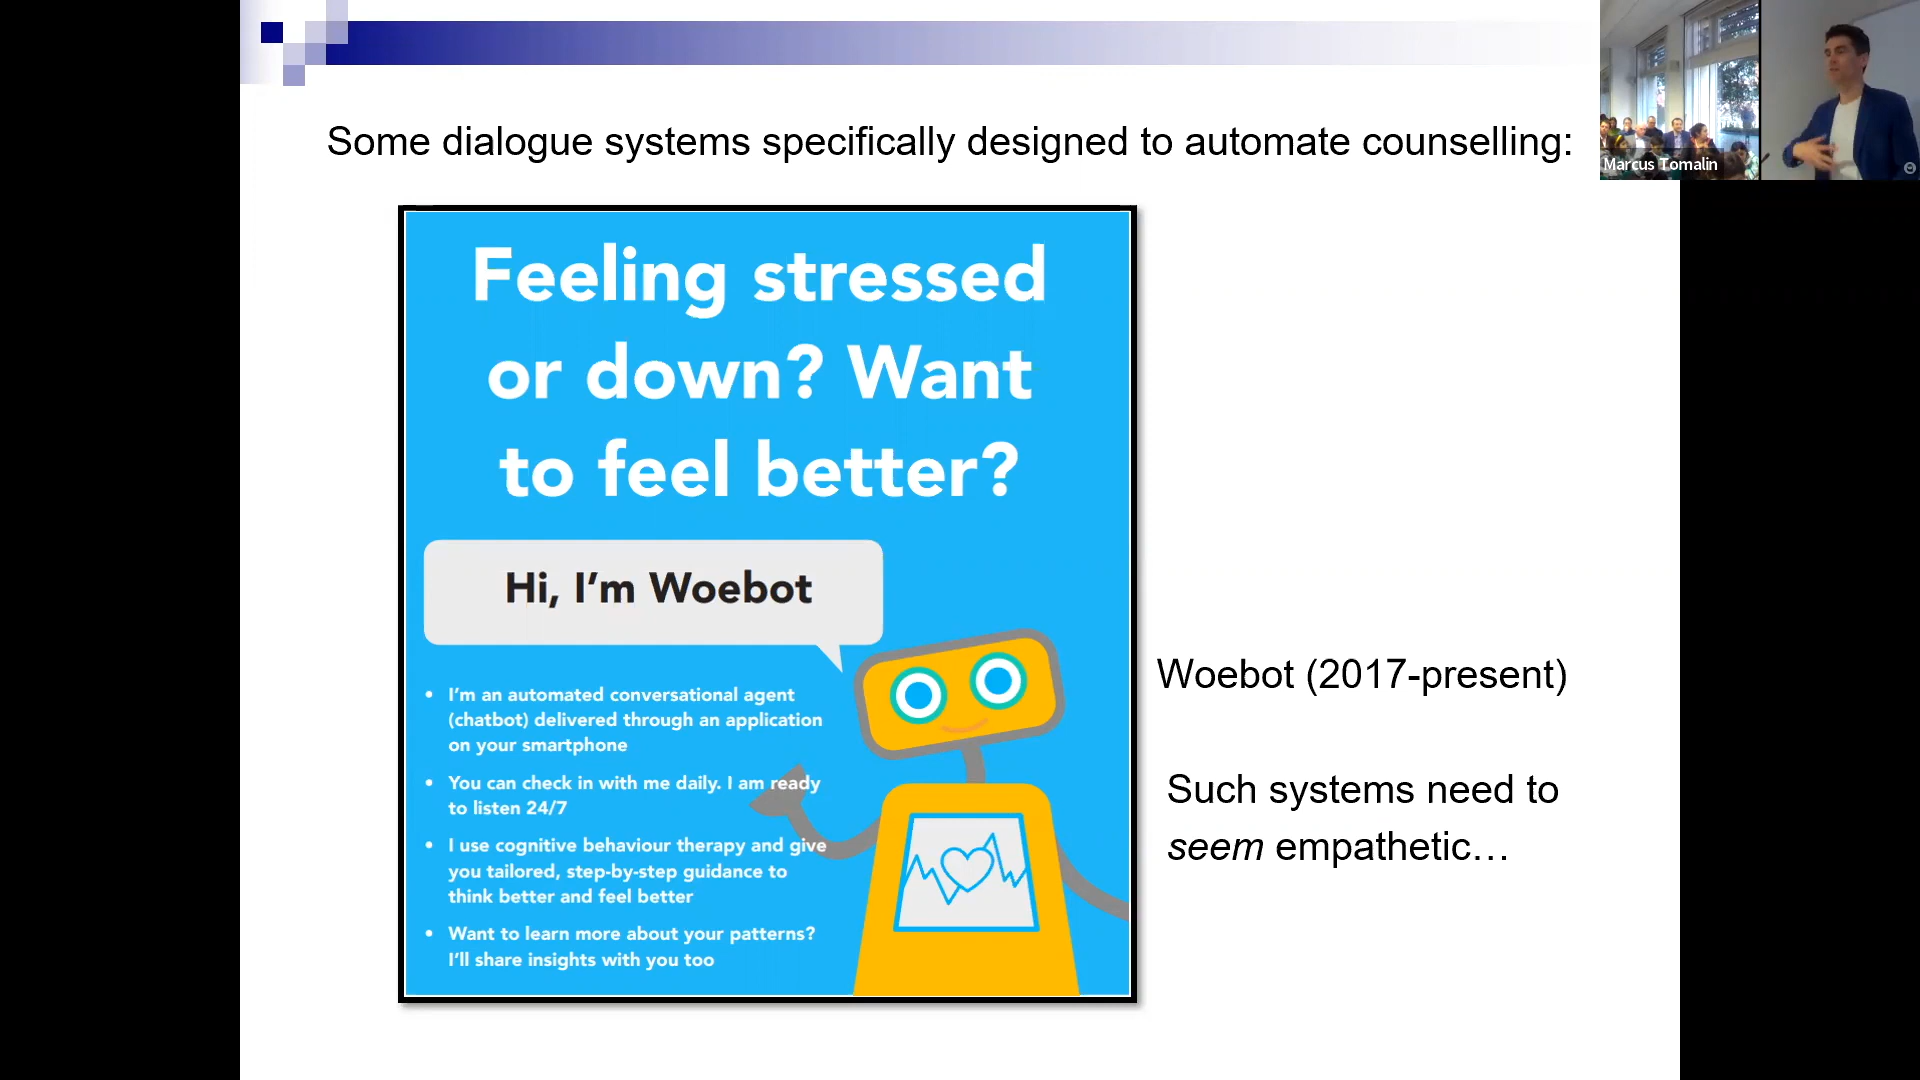 Some dialogue systems specifically designed to automate counselling:
Marcus Tomalin
Feeling stressed
or down? Want
to feel better?
Hi, I'm Woebot
• I'm an automated conversational agent
(chatbot) delivered through an application
on your smartphone
• You can check in with me daily. I am ready
to listen 24/7
• I use cognitive behaviour therapy and give
you tailored, step-by-step guidance to
think better and feel better
• Want to learn more about your patterns?
I'll share insights with you too
Woebot (2017-present)
Such systems need to
seem empathetic…